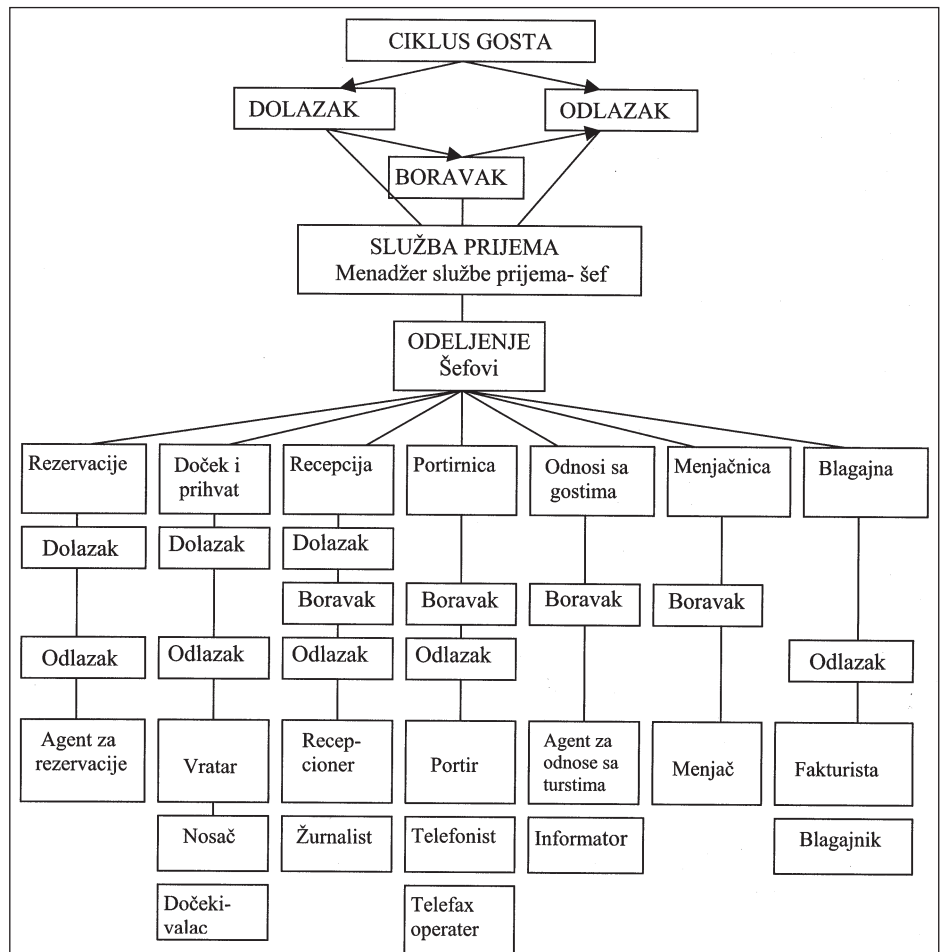 CIKLUS GOSTA
DOLAZAK
ODLAZAK
BORAVAK
SLUŽBA PRIJEMA
Menadžer službe prijema- šef
ODELJENJE
Šefovi
Rezervacije
Doček i
prihvat
Recepcija
Portirnica
Odnosi sa
gostima
Menjačnica
Blagajna
Dolazak
Dolazak
Dolazak
Boravak
Boravak
Boravak
Boravak
Odlazak
Odlazak
Odlazak
Odlazak
Odlazak
Agent za
rezervacije
Vratar
Recep-
cioner
Portir
Agent za
odnose sa
turstima
Menjač
Fakturista
Nosač
Žurnalist
Telefonist
Informator
Blagajnik
Dočeki-
valac
Telefax
operater